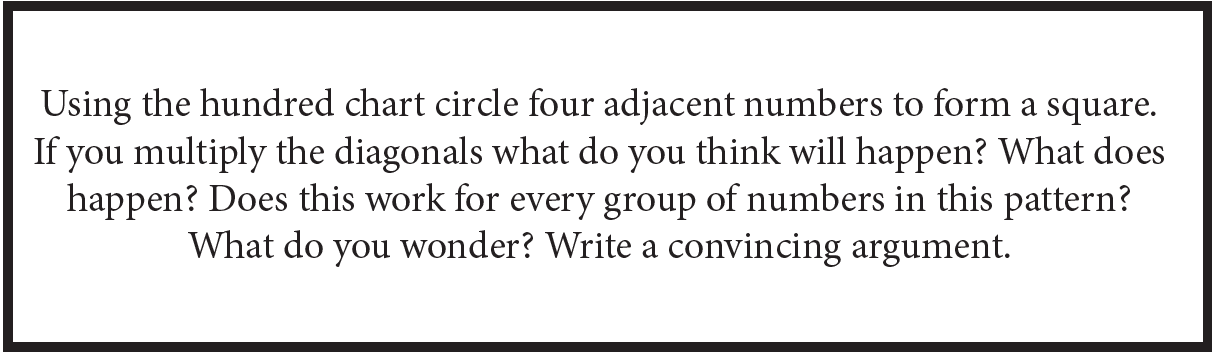 Using the hundred chart circle four adjacent numbers to form a square.
If you multiply the diagonals what do you think will happen? What does
happen? Does this work for every group of numbers in this pattern?
What do you wonder? Write a convincing argument.